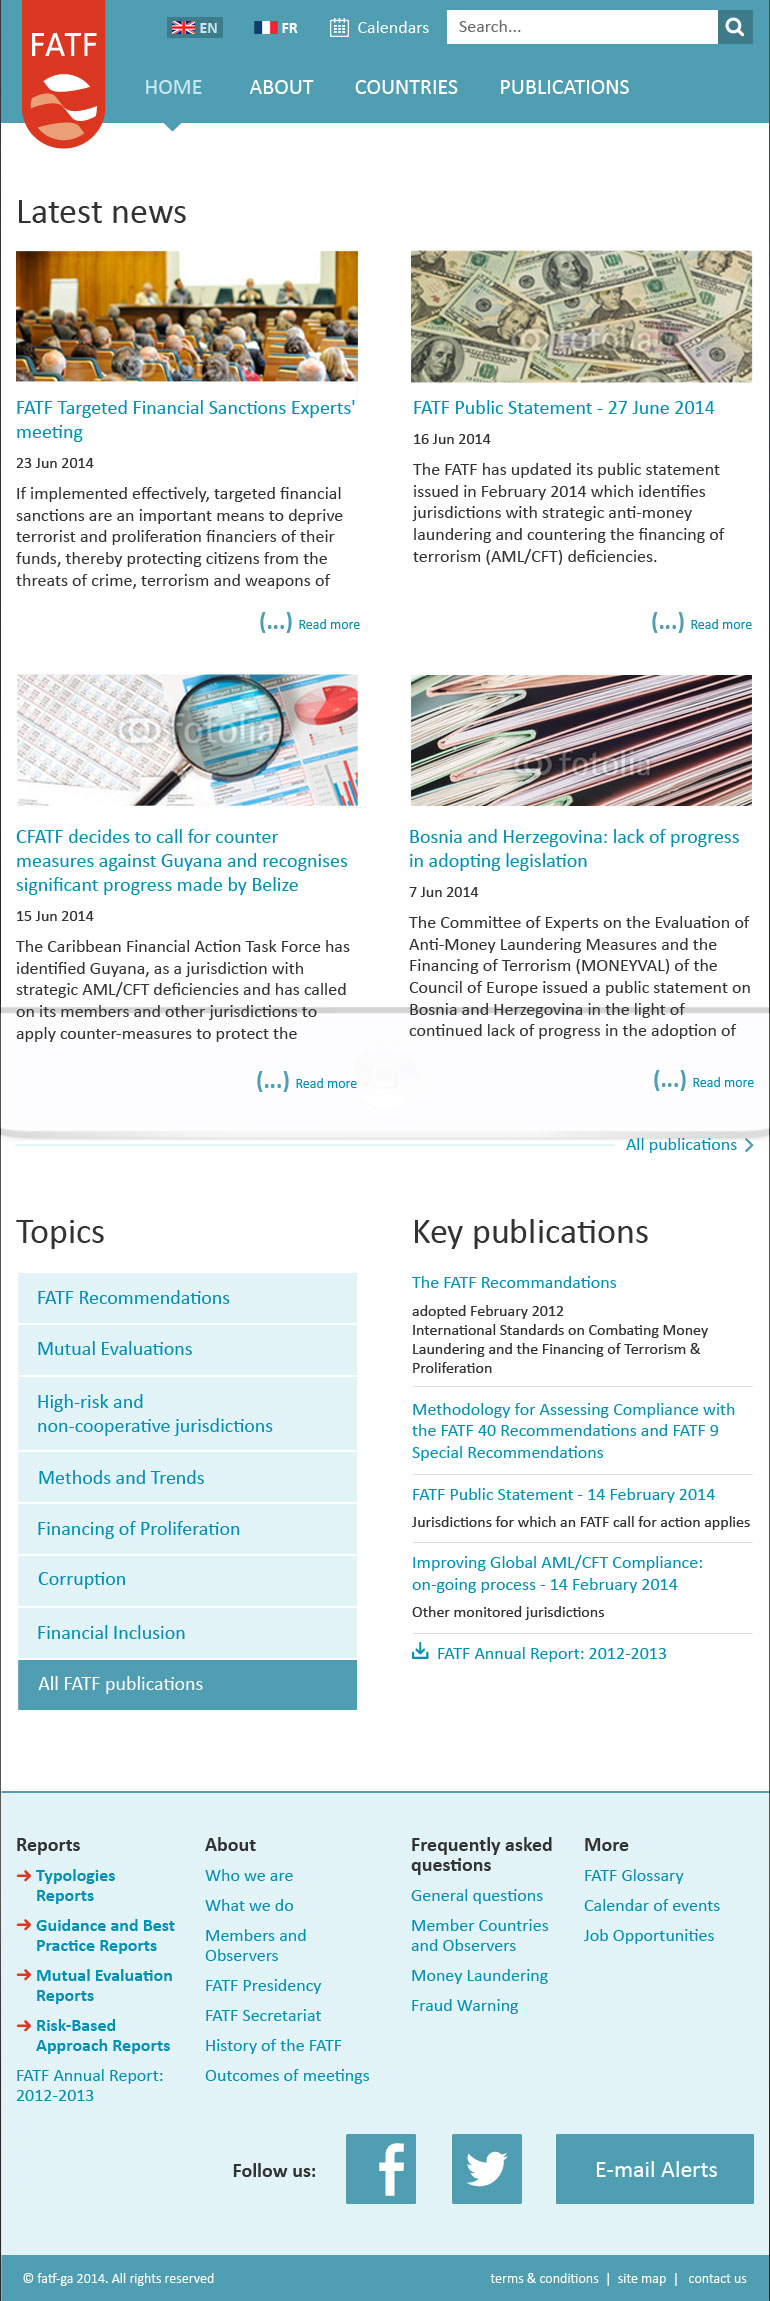 FATF
EN
FR
Calendars
Search...
HOME
ABOUT
COUNTRIES
PUBLICATIONS
Latest news
fotolia
FATF Targeted Financial Sanctions Experts'
meeting
23 Jun 2014
If implemented effectively, targeted financial
sanctions are an important means to deprive
terrorist and proliferation financiers of their
funds, thereby protecting citizens from the
threats of crime, terrorism and weapons of
(...) Read more
FATF Public Statement - 27 June 2014
16 Jun 2014
The FATF has updated its public statement
issued in February 2014 which identifies
jurisdictions with strategic anti-money
laundering and countering the financing of
terrorism (AML/CFT) deficiencies.
(...) Read more
fotolia
CFATF decides to call for counter
measures against Guyana and recognises
significant progress made by Belize
15 Jun 2014
The Caribbean Financial Action Task Force has
identified Guyana, as a jurisdiction with
strategic AML/CFT deficiencies and has called
on its members and other jurisdictions to
apply counter-measures to protect the
(...) Read more
fotolia
Bosnia and Herzegovina: lack of progress
in adopting legislation
7 Jun 2014
The Committee of Experts on the Evaluation of
Anti-Money Laundering Measures and the
Financing of Terrorism (MONEYVAL) of the
Council of Europe issued a public statement on
Bosnia and Herzegovina in the light of
continued lack of progress in the adoption of
(...) Read more
All publications
Topics
FATF Recommendations
Mutual Evaluations
High-risk and
non-cooperative jurisdictions
Methods and Trends
Financing of Proliferation
Corruption
Financial Inclusion
All FATF publications
Key publications
The FATF Recommandations
adopted February 2012
International Standards on Combating Money
Laundering and the Financing of Terrorism &
Proliferation
Methodology for Assessing Compliance with
the FATF 40 Recommendations and FATF 9
Special Recommendations
FATF Public Statement - 14 February 2014
Jurisdictions for which an FATF call for action applies
Improving Global AML/CFT Compliance:
on-going process - 14 February 2014
Other monitored jurisdictions
FATF Annual Report: 2012-2013
Reports
Typologies
Reports
Guidance and Best
Practice Reports
Mutual Evaluation
Reports
Risk-Based
Approach Reports
FATF Annual Report:
2012-2013
About
Who we are
What we do
Members and
Observers
FATF Presidency
FATF Secretariat
History of the FATF
Outcomes of meetings
Frequently asked
questions
General questions
Member Countries
and Observers
Money Laundering
Fraud Warning
More
FATF Glossary
Calendar of events
Job Opportunities
Follow us:
E-mail Alerts
© fatf-ga 2014. All rights reserved
terms & conditions | site map | contact us